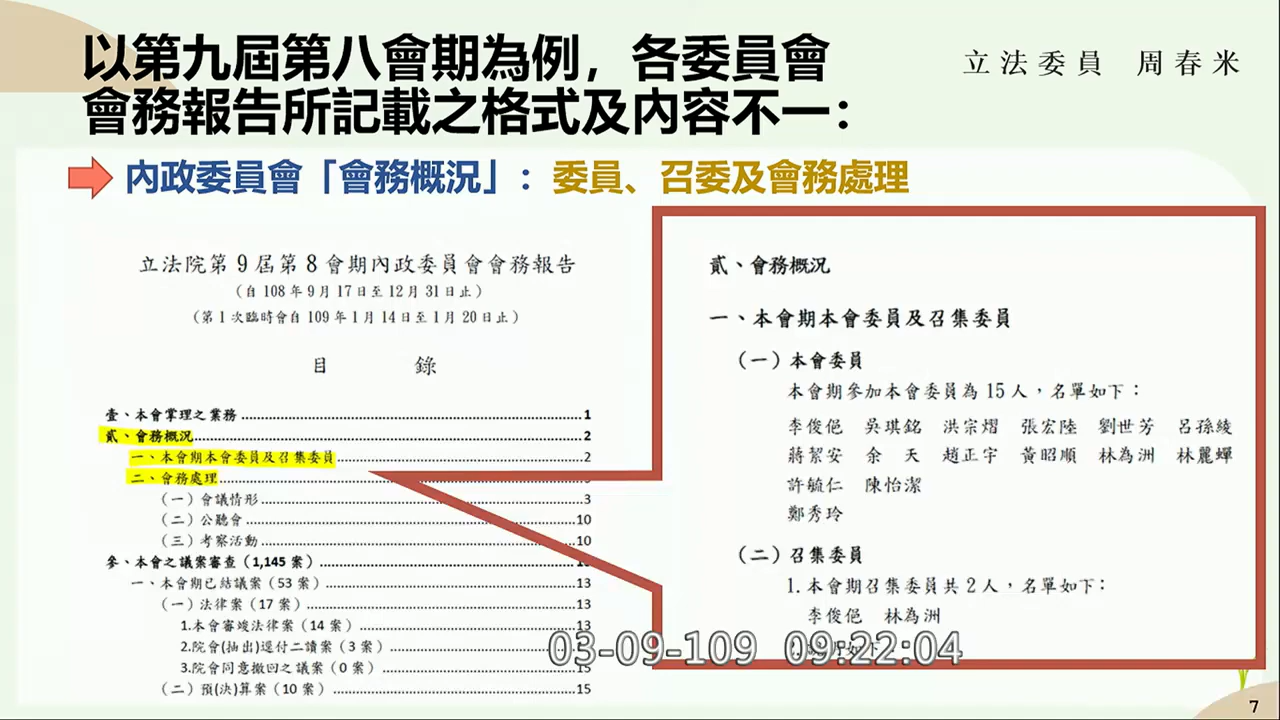 以第九屆第八會期為例，各委員會
會務報告所記載之格式及內容不一：
立法委員 周春米
內政委員會「會務概況」：委員、召委及會務處理
立法院第9屆第8會期內政委員會會務報告
（自108年9月17日至12月31日止）
（第1次臨時會自109年1月14日至1月20日止）
目 錄
壹、本會掌理之業務 1
貳、會務概況 2
一、本會期本會委員及召集委員 2
二、會務處理
（一）會議情形 3
（二）公聽會 10
（三）考察活動 10
參、本會之議案審查（1,145 案）
一、本會期已結議案（53 案） 13
（一）法律案（17 案） 13
1.本會審竣法律案（14 案） 13
2.院會(抽出)逕付二讀案（3 案）
3.院會同意撤回之議案（0 案） 15
（二）預(決)算案（10 案） 15
貳、會務概況
一、本會期本會委員及召集委員
（一）本會委員
本會期參加本會委員為15人，名單如下：
李俊俋 吳琪銘 洪宗熠 張宏陸 劉世芳 呂孫綾
蔣絜安 余 天 趙正宇 黃昭順 林為洲 林麗蟬
許毓仁 陳怡潔
鄭秀玲
（二）召集委員
1.本會期召集委員共2人，名單如下：
李俊俋 林為洲
03-09-109 09:22:04
7